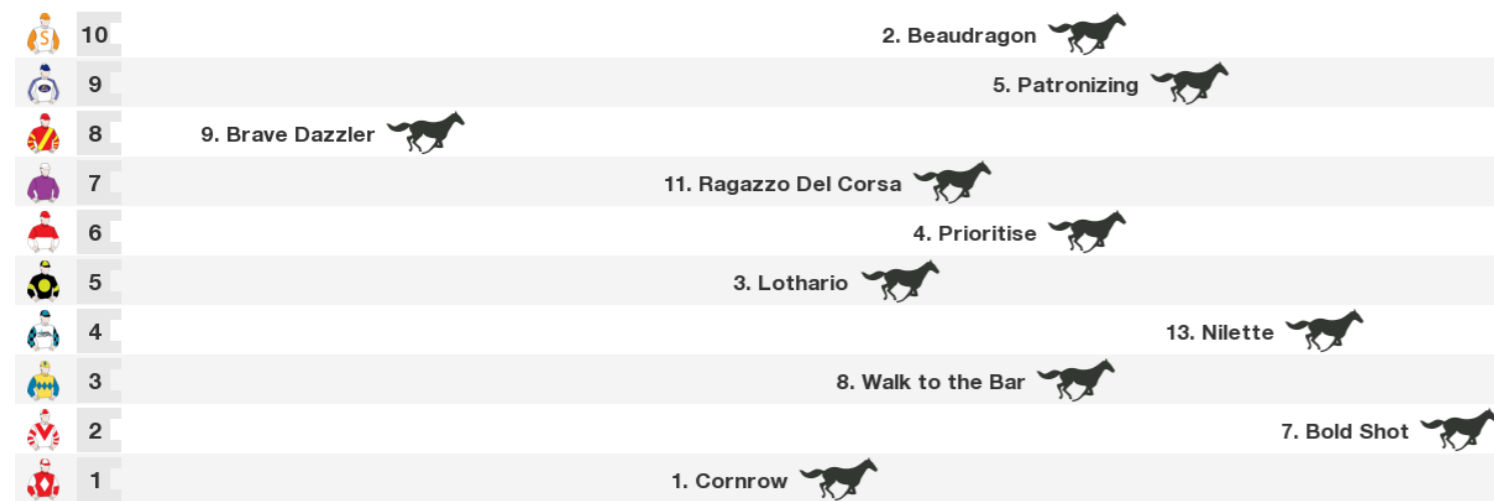 S 10 2. Beaudragon
9 5. Patronizing
8 9. Brave Dazzler
7 11. Ragazzo Del Corsa
6 4. Prioritise
5 3. Lothario
4 13. Nilette
3 8. Walk to the Bar
2 7. Bold Shot
1 1. Cornrow